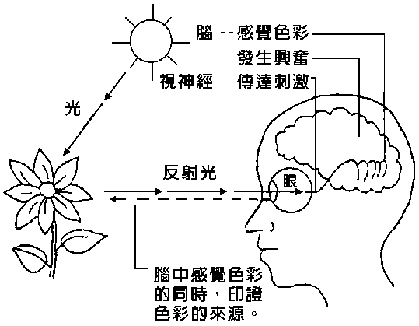 腦--感覺色彩
發生興奮
視神經 傳達刺激
光
反射光
眼
腦中感覺色彩
的同時，印證
色彩的來源。